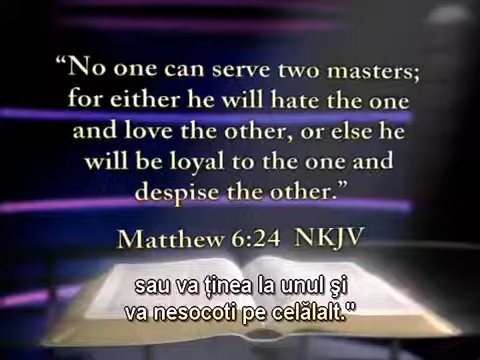 “No one can serve two masters;
for either he will hate the one
and love the other, or else he
will be loyal to the one and
despise the other.”
Matthew 6:24 NKJV
sau va ţinea la unul şi
va nesocoti pe celălalt."